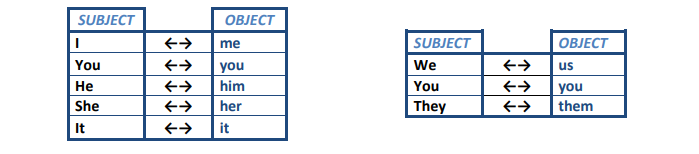 SUBJECT OBJECT
I ←→ me
You ←→ you
He ←→ him
She ←→ her
It ←→ it
SUBJECT OBJECT
We ←→ us
You ←→ you
They ←→ them